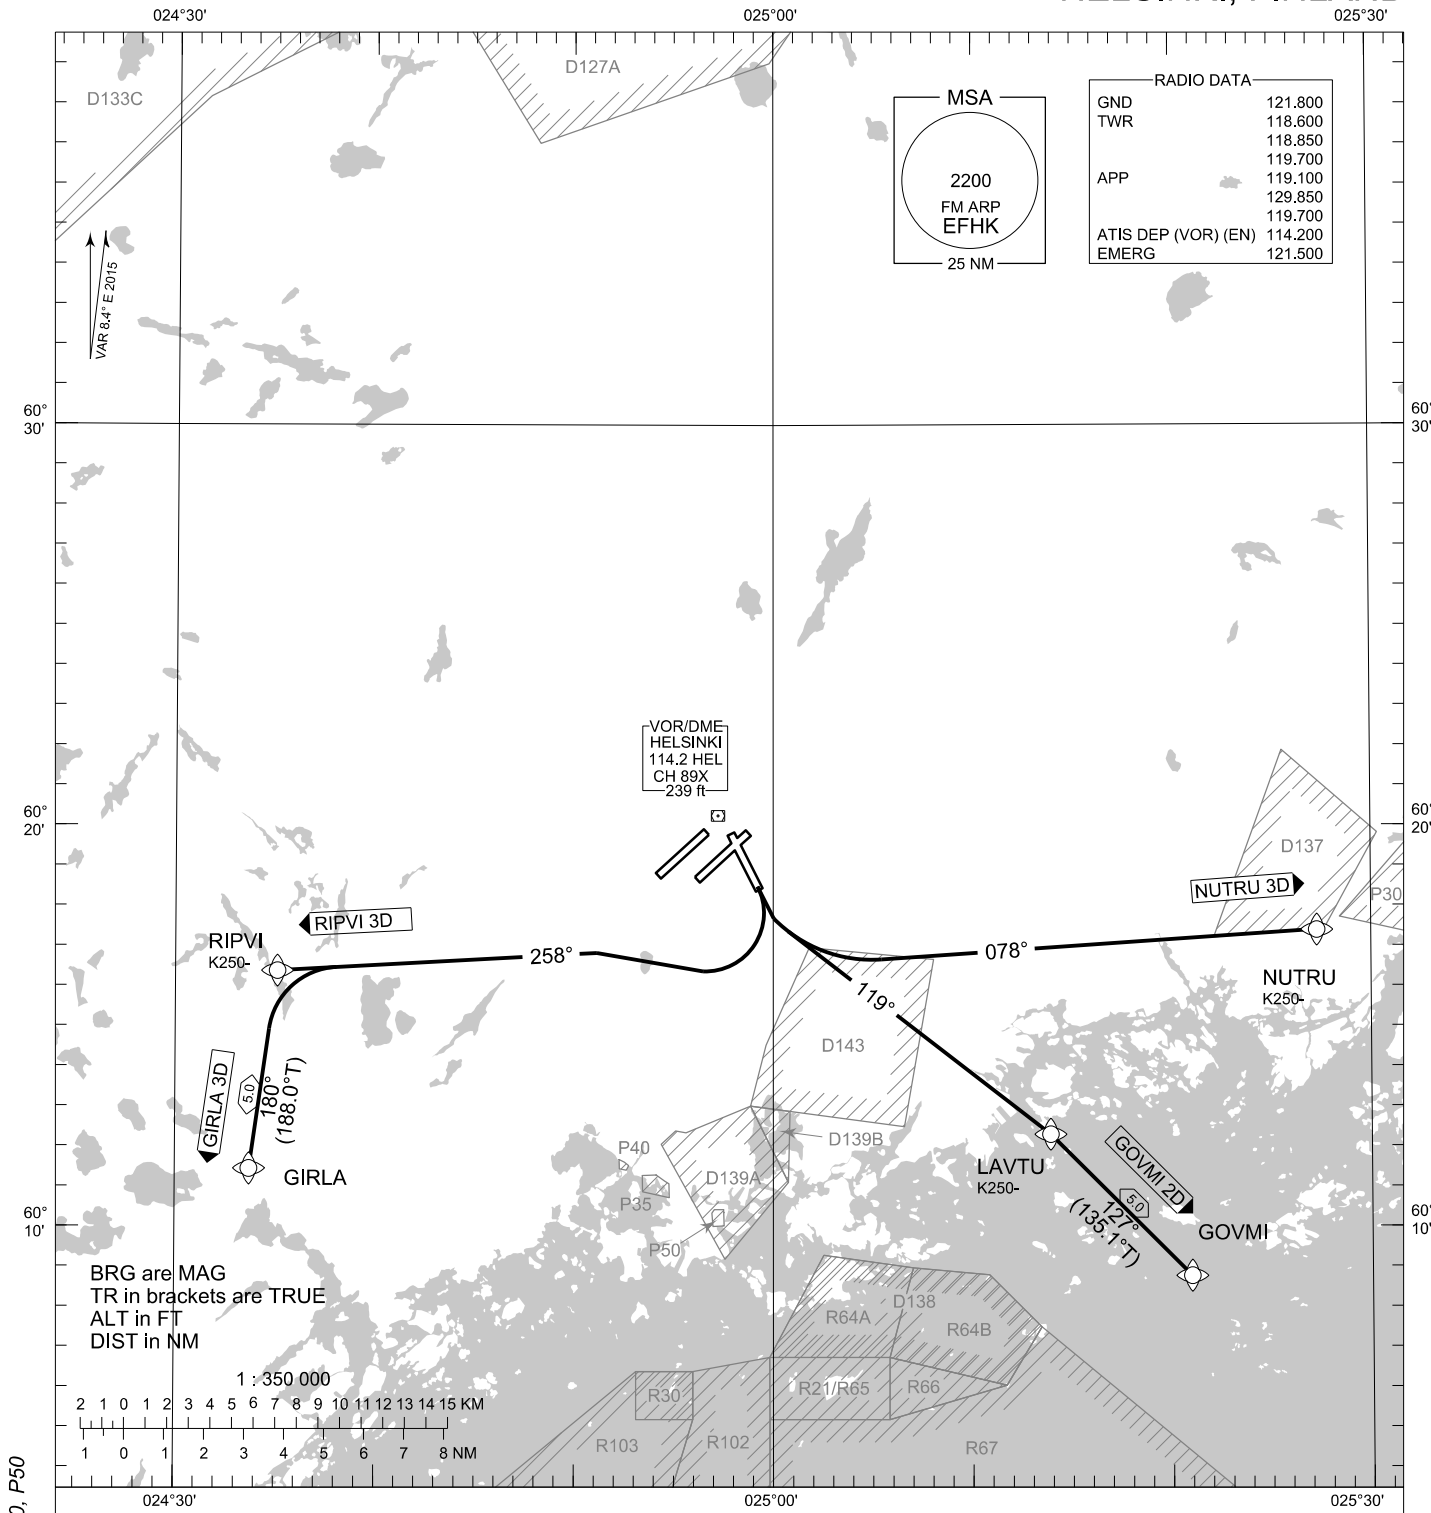 024°30'
025°00'
025°30'
D133C
D127A
MSA
2200
FM ARP
EFHK
25 NM
RADIO DATA
GND 121.800
TWR 118.600
118.850
119.700
APP 119.100
129.850
119.700
ATIS DEP (VOR) (EN) 114.200
EMERG 121.500
VAR 8.4° E 2015
60°
30'
60°
30'
VOR/DME
HELSINKI
114.2 HEL
CH 89X
239 ft
60°
20'
60°
20'
D137
P30
NUTRU 3D
RIPVI 3D
RIPVI
K250-
258°
078°
NUTRU
K250-
119°
D143
GIRLA 3D
5.0
180°
(188.0°T)
GIRLA
P40
P35
D139A
D139B
P50
LAVTU
K250-
GOVMI 2D
5.0
127°
(135.1°T)
GOVMI
60°
10'
60°
10'
BRG are MAG
TR in brackets are TRUE
ALT in FT
DIST in NM
1 : 350 000
2 1 0 1 2 3 4 5 6 7 8 9 10 11 12 13 14 15 KM
1 0 1 2 3 4 5 6 7 8 NM
R64A
D138
R64B
R30
R21/R65
R66
R103
R102
R67
P50
024°30'
025°00'
025°30'